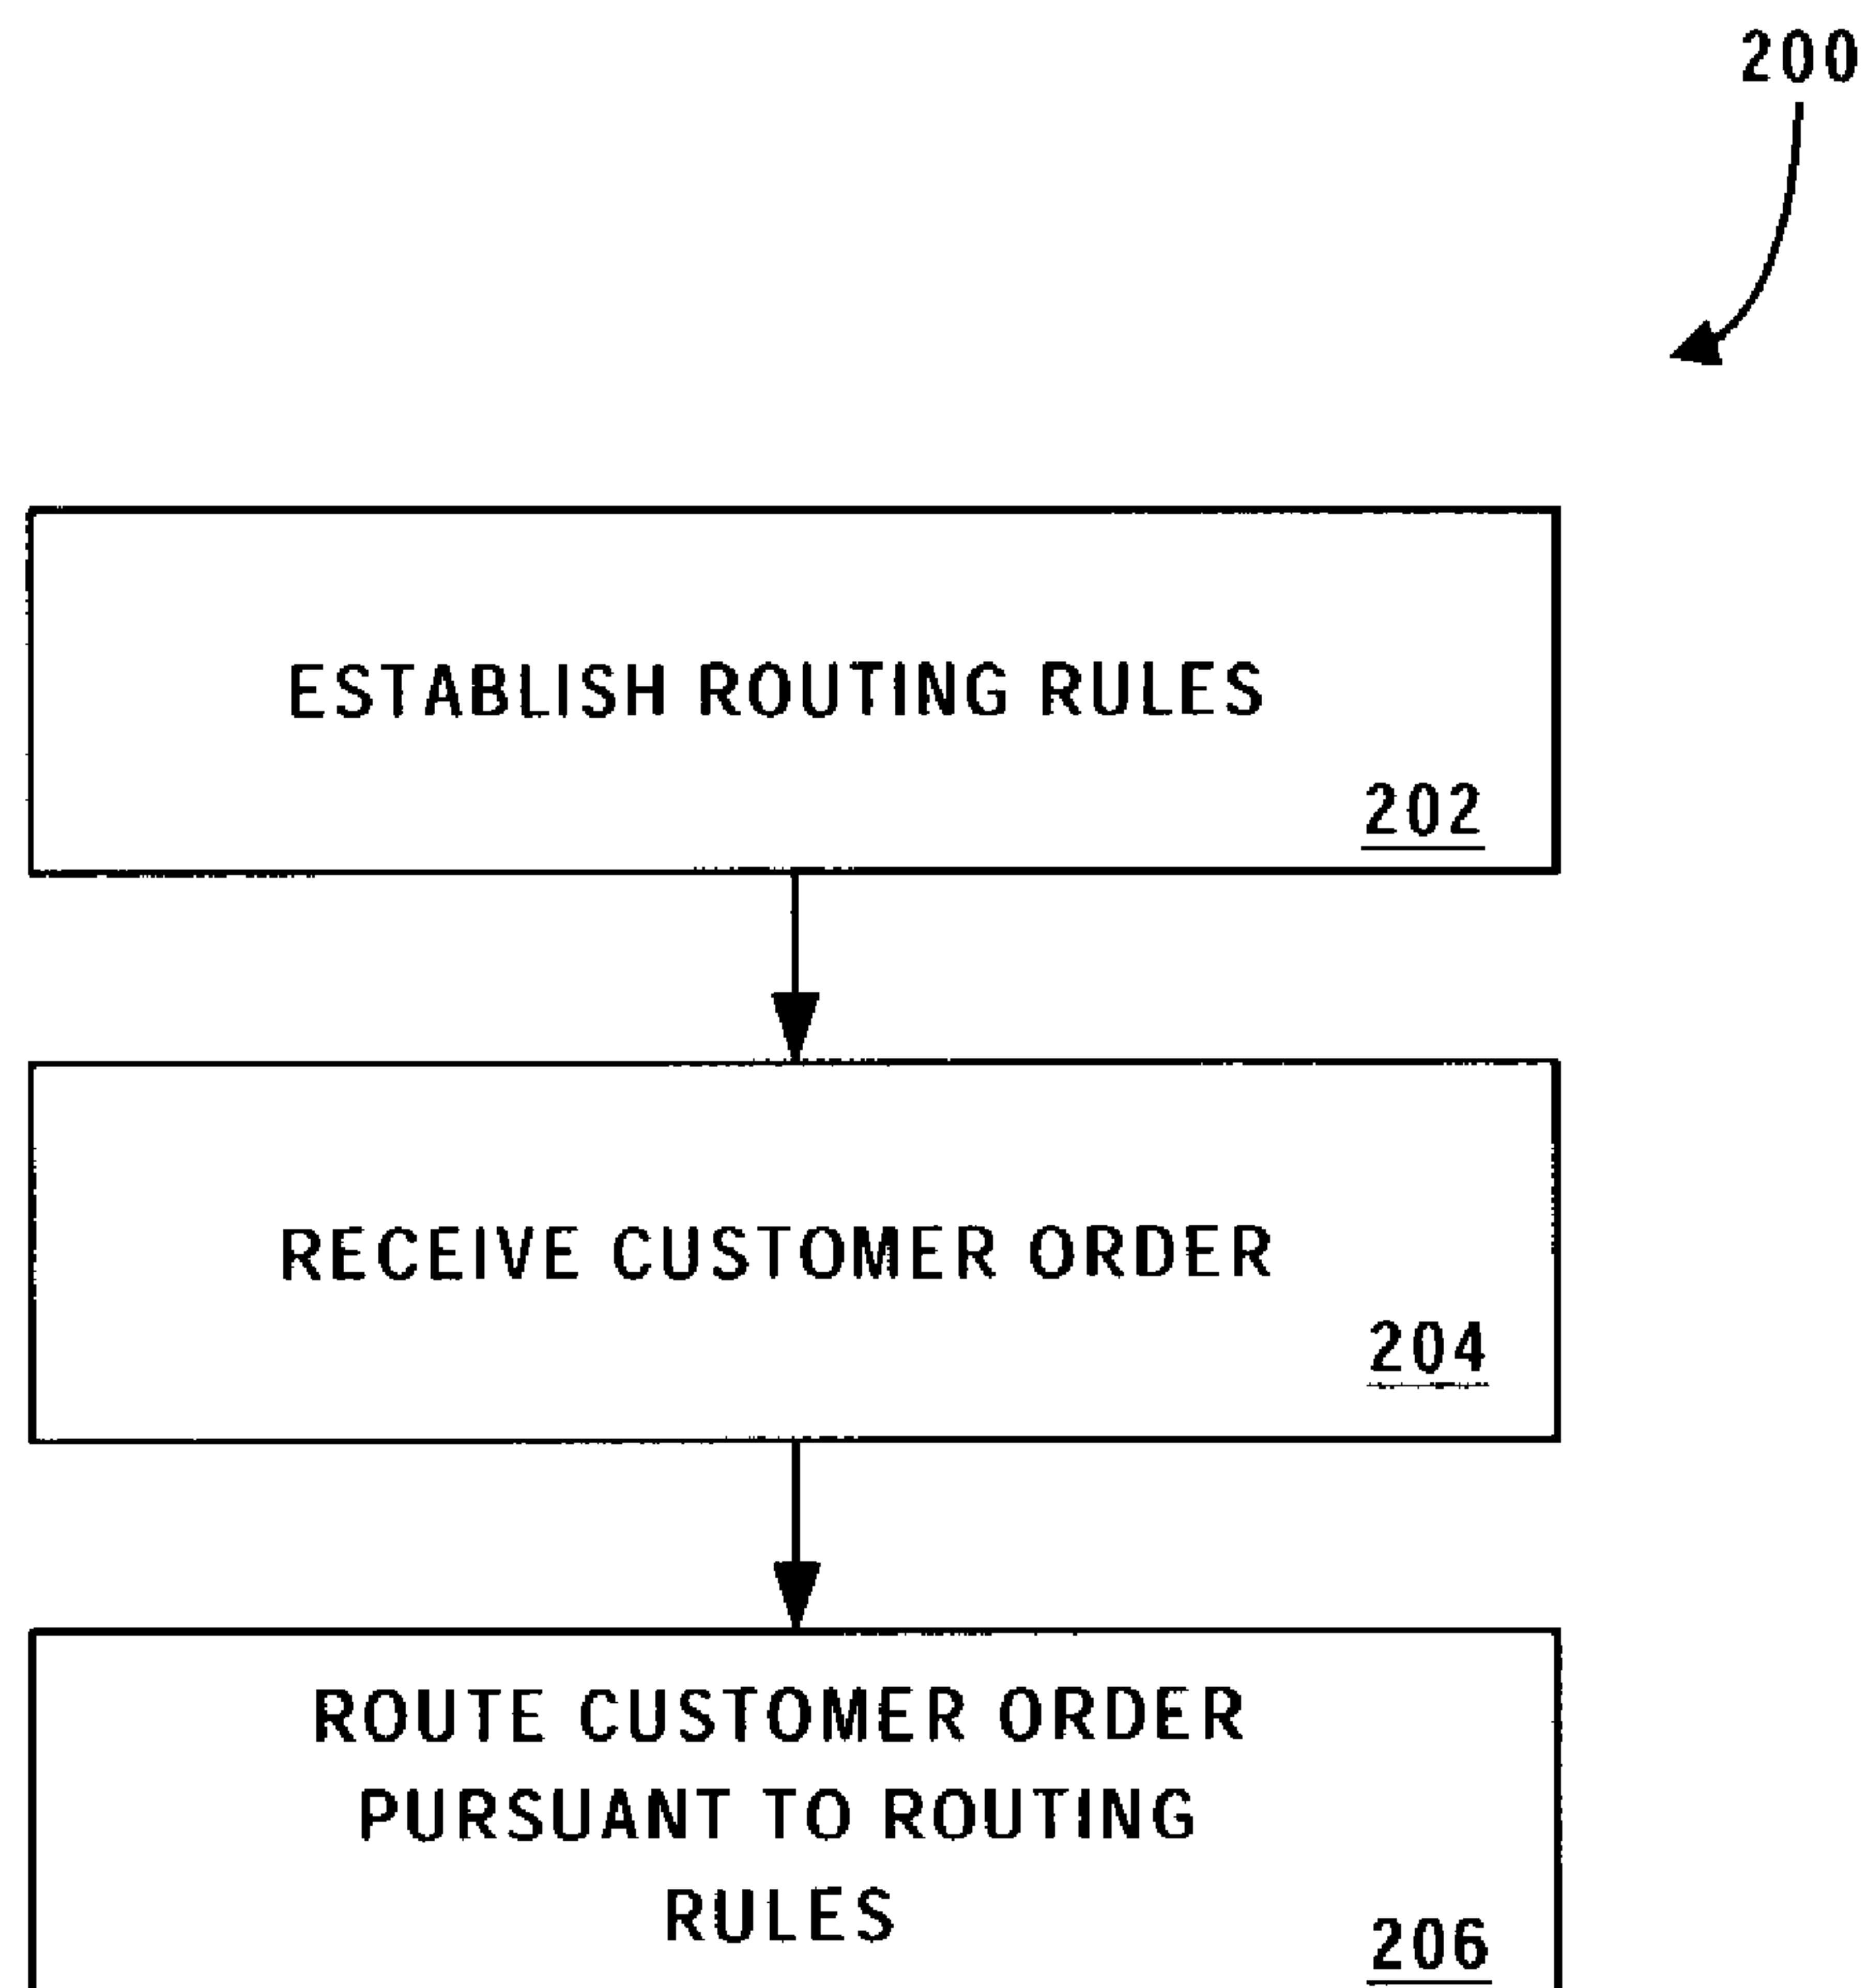 200
ESTABLISH ROUTING RULES
202
RECEIVE CUSTOMER ORDER
204
ROUTE CUSTOMER ORDER
PURSUANT TO ROUTING
RULES
206